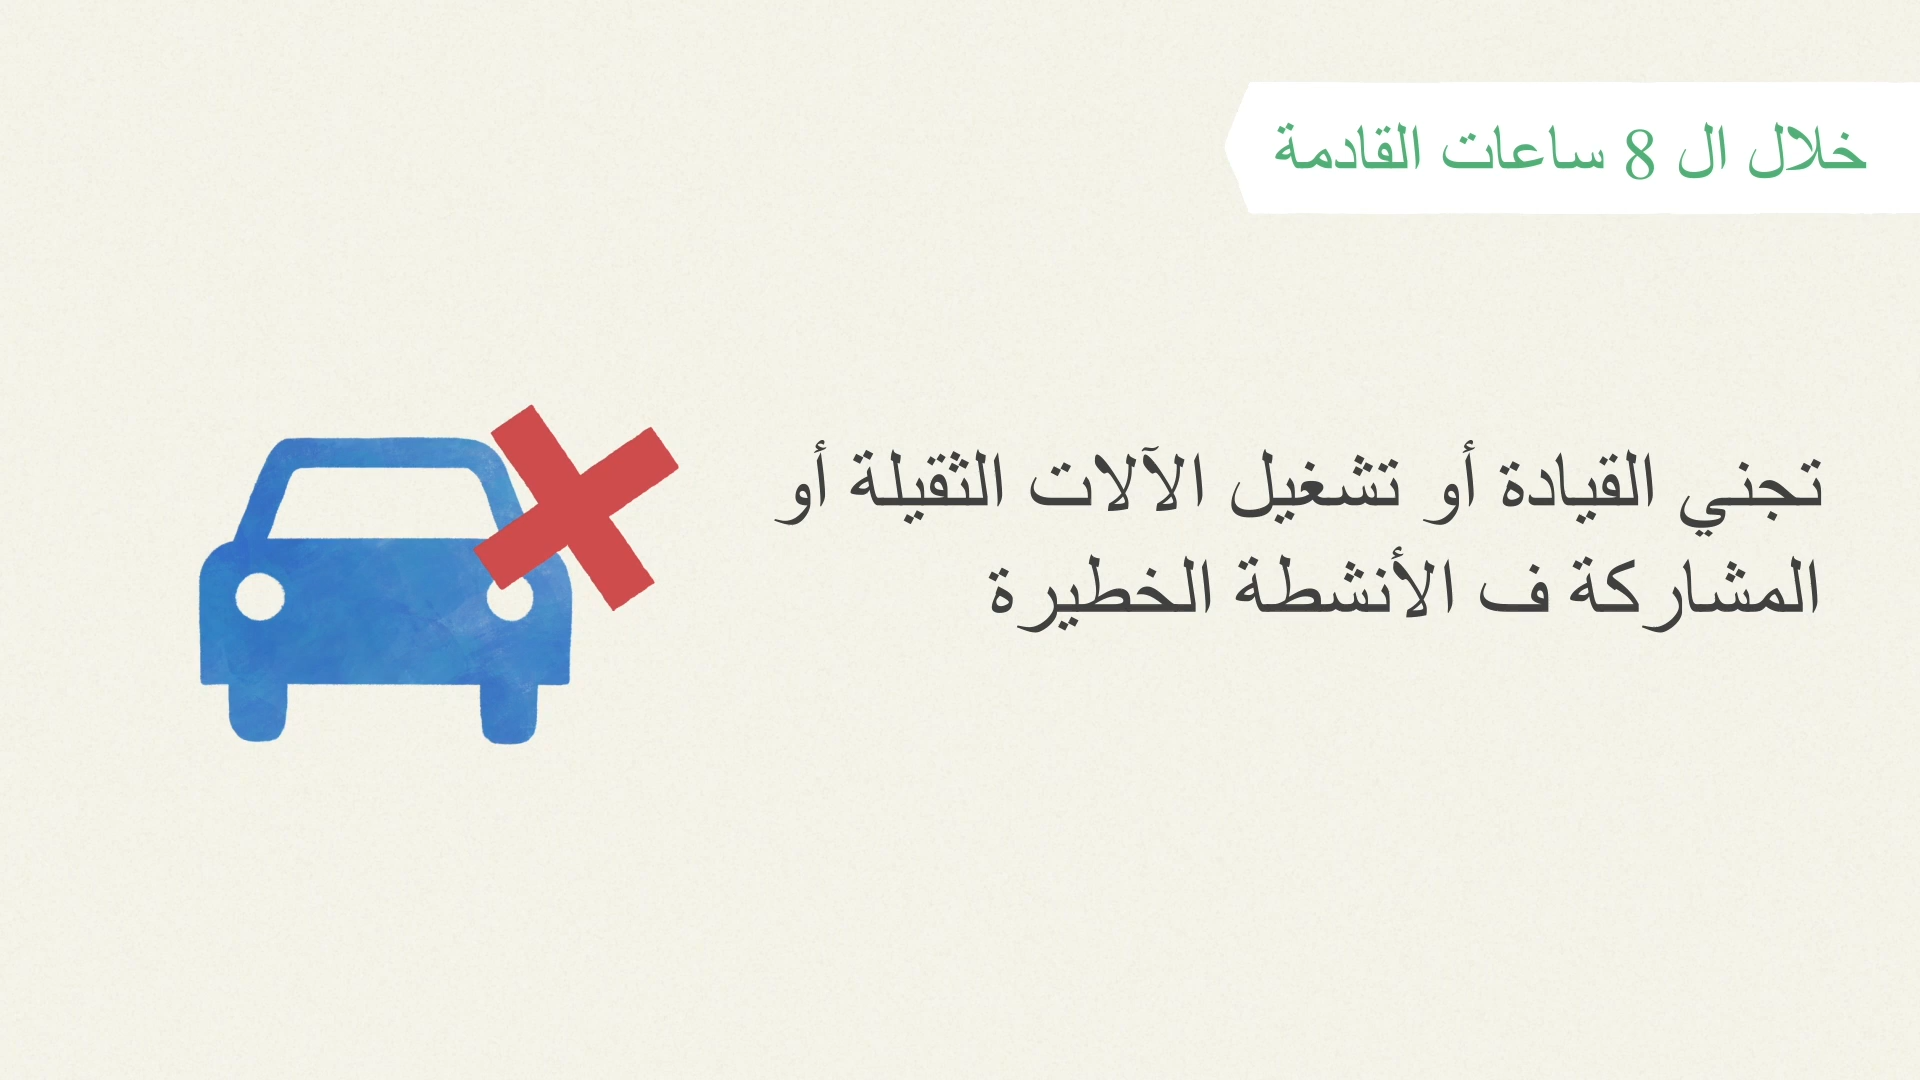 خلال ال 8 ساعات القادمة
تجني القيادة أو تشغيل الآلات الثقيلة أو
المشاركة ف الأنشطة الخطيرة